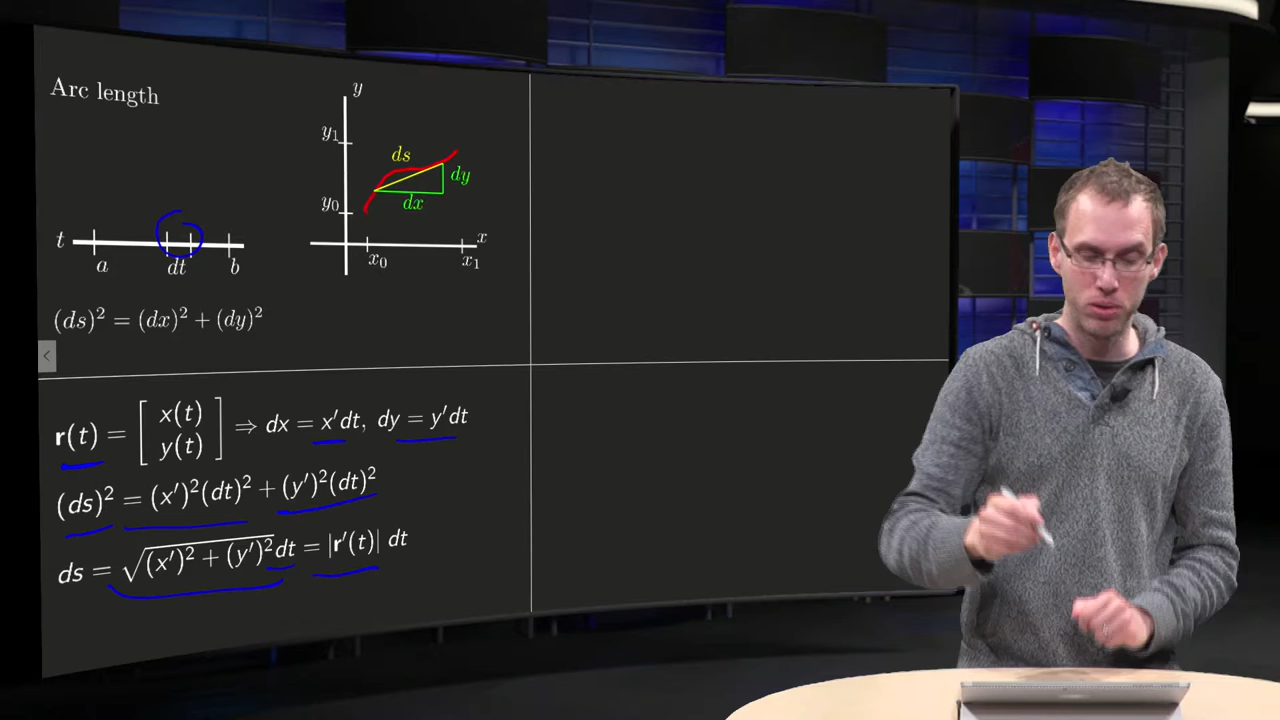 Arc length
y
y₁
ds
dy
y₀
dx
t
x
a
dt
b
x₀
x₁
(ds)² = (dx)² + (dy)²
r(t) = [ x(t) y(t) ] ⇒ dx = x′dt, dy = y′dt
(ds)² = (x′)²(dt)² + (y′)²(dt)²
ds = √(x′)² + (y′)² dt = |r′(t)| dt